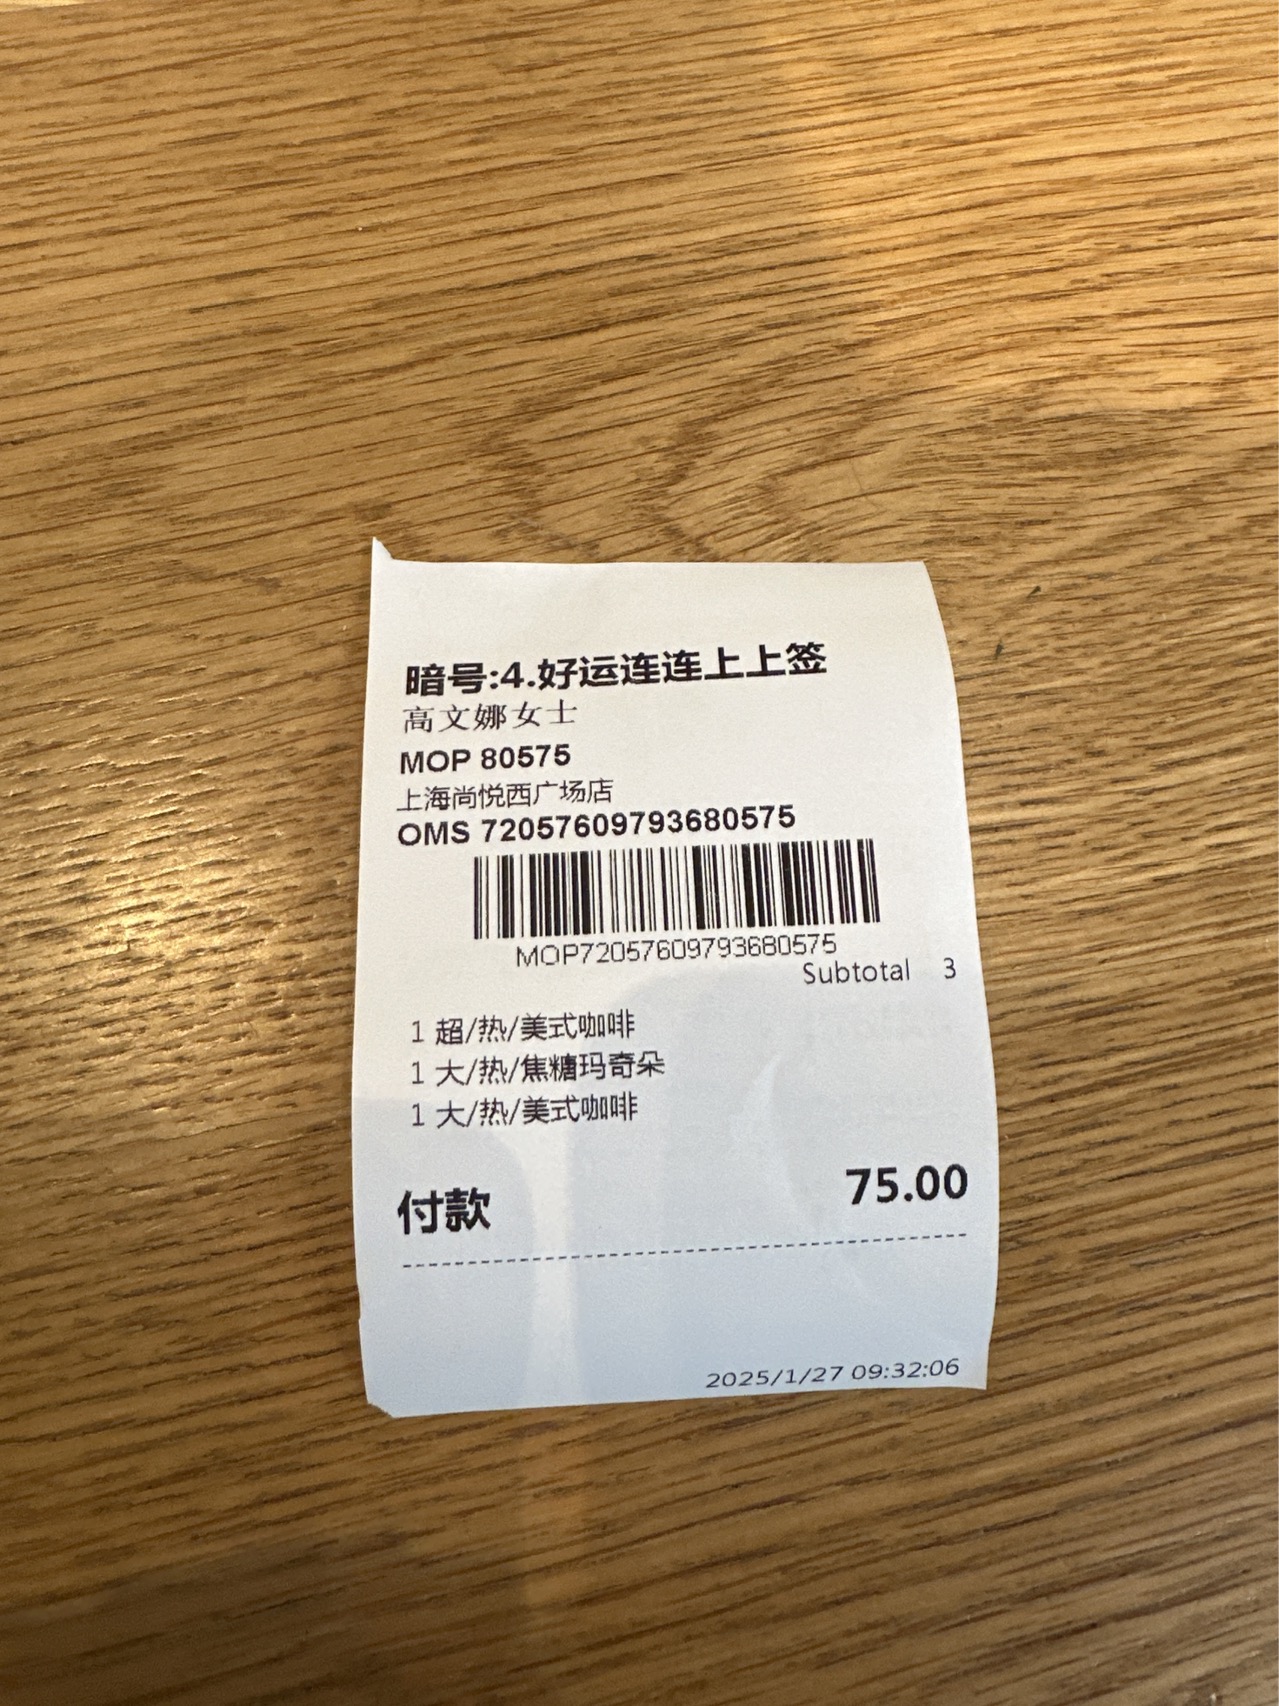 暗号:4.好运连连上上签
高文娜女士
MOP 80575
上海尚悦西广场店
OMS 72057609793680575
MOP72057609793680575
Subtotal 3
1 超/热/美式咖啡
1 大/热/焦糖玛奇朵
1 大/热/美式咖啡
付款 75.00
2025/1/27 09:32:06